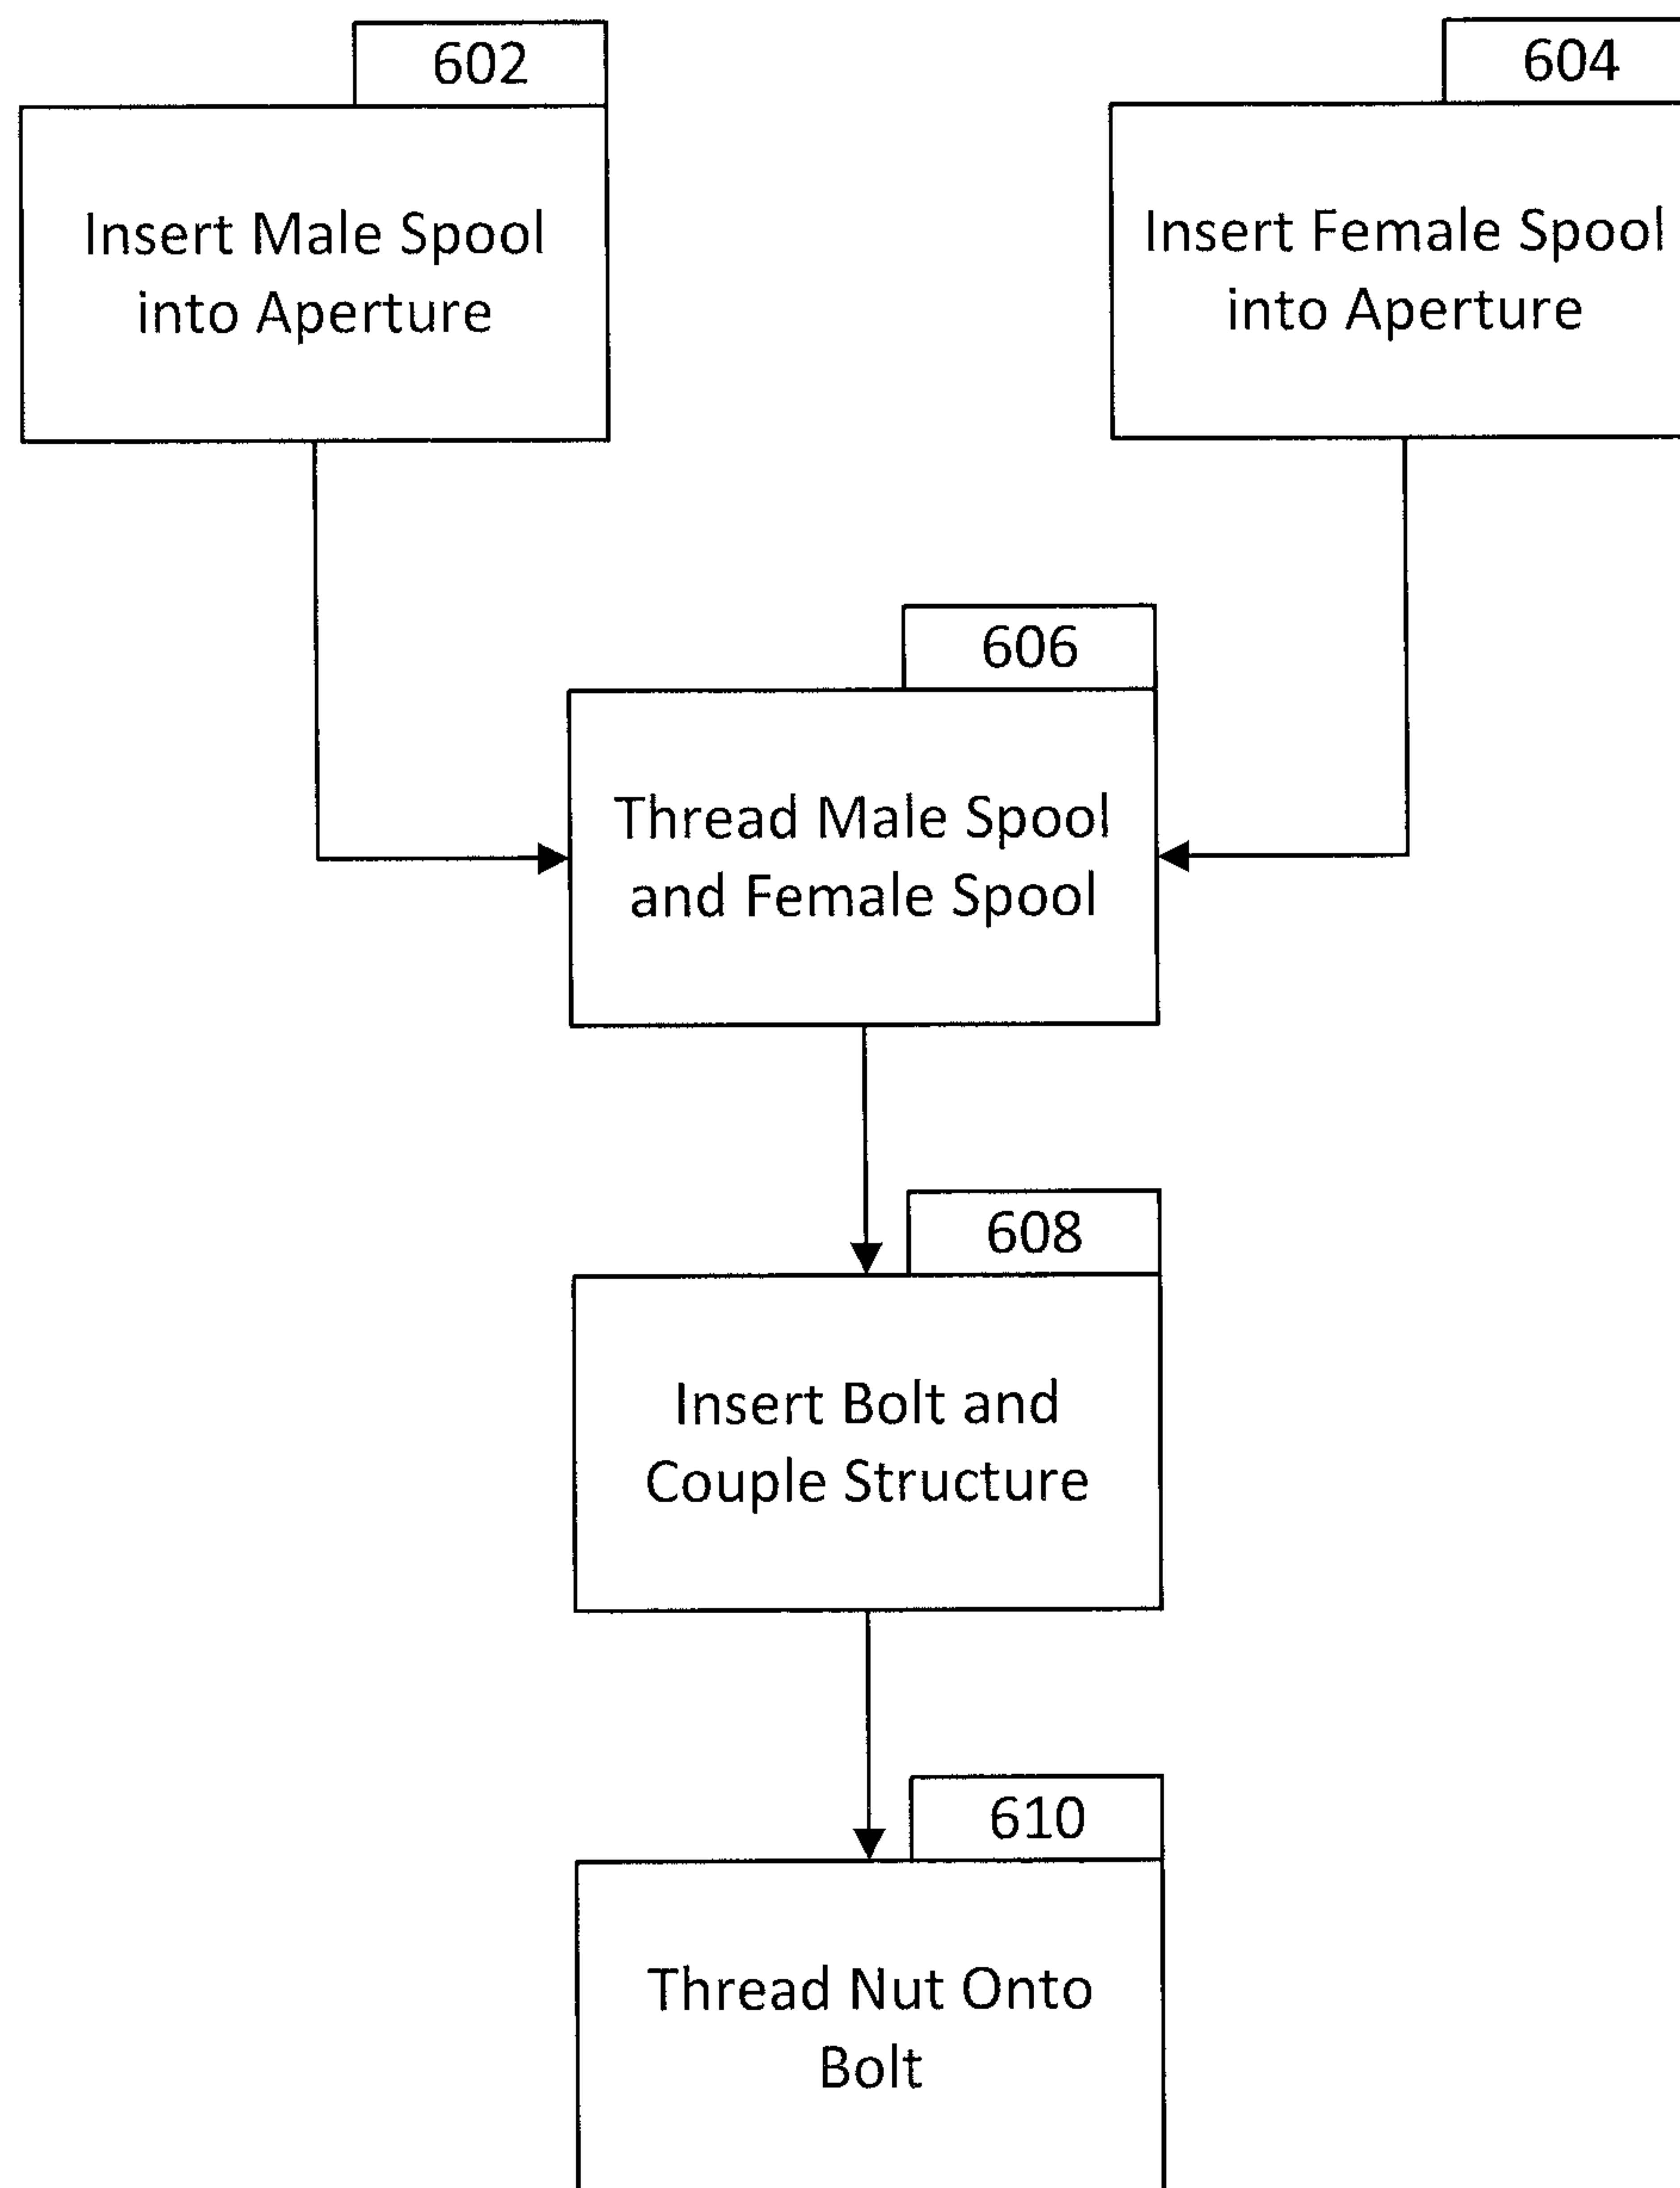 602
Insert Male Spool
into Aperture
604
Insert Female Spool
into Aperture
606
Thread Male Spool
and Female Spool
608
Insert Bolt and
Couple Structure
610
Thread Nut Onto
Bolt